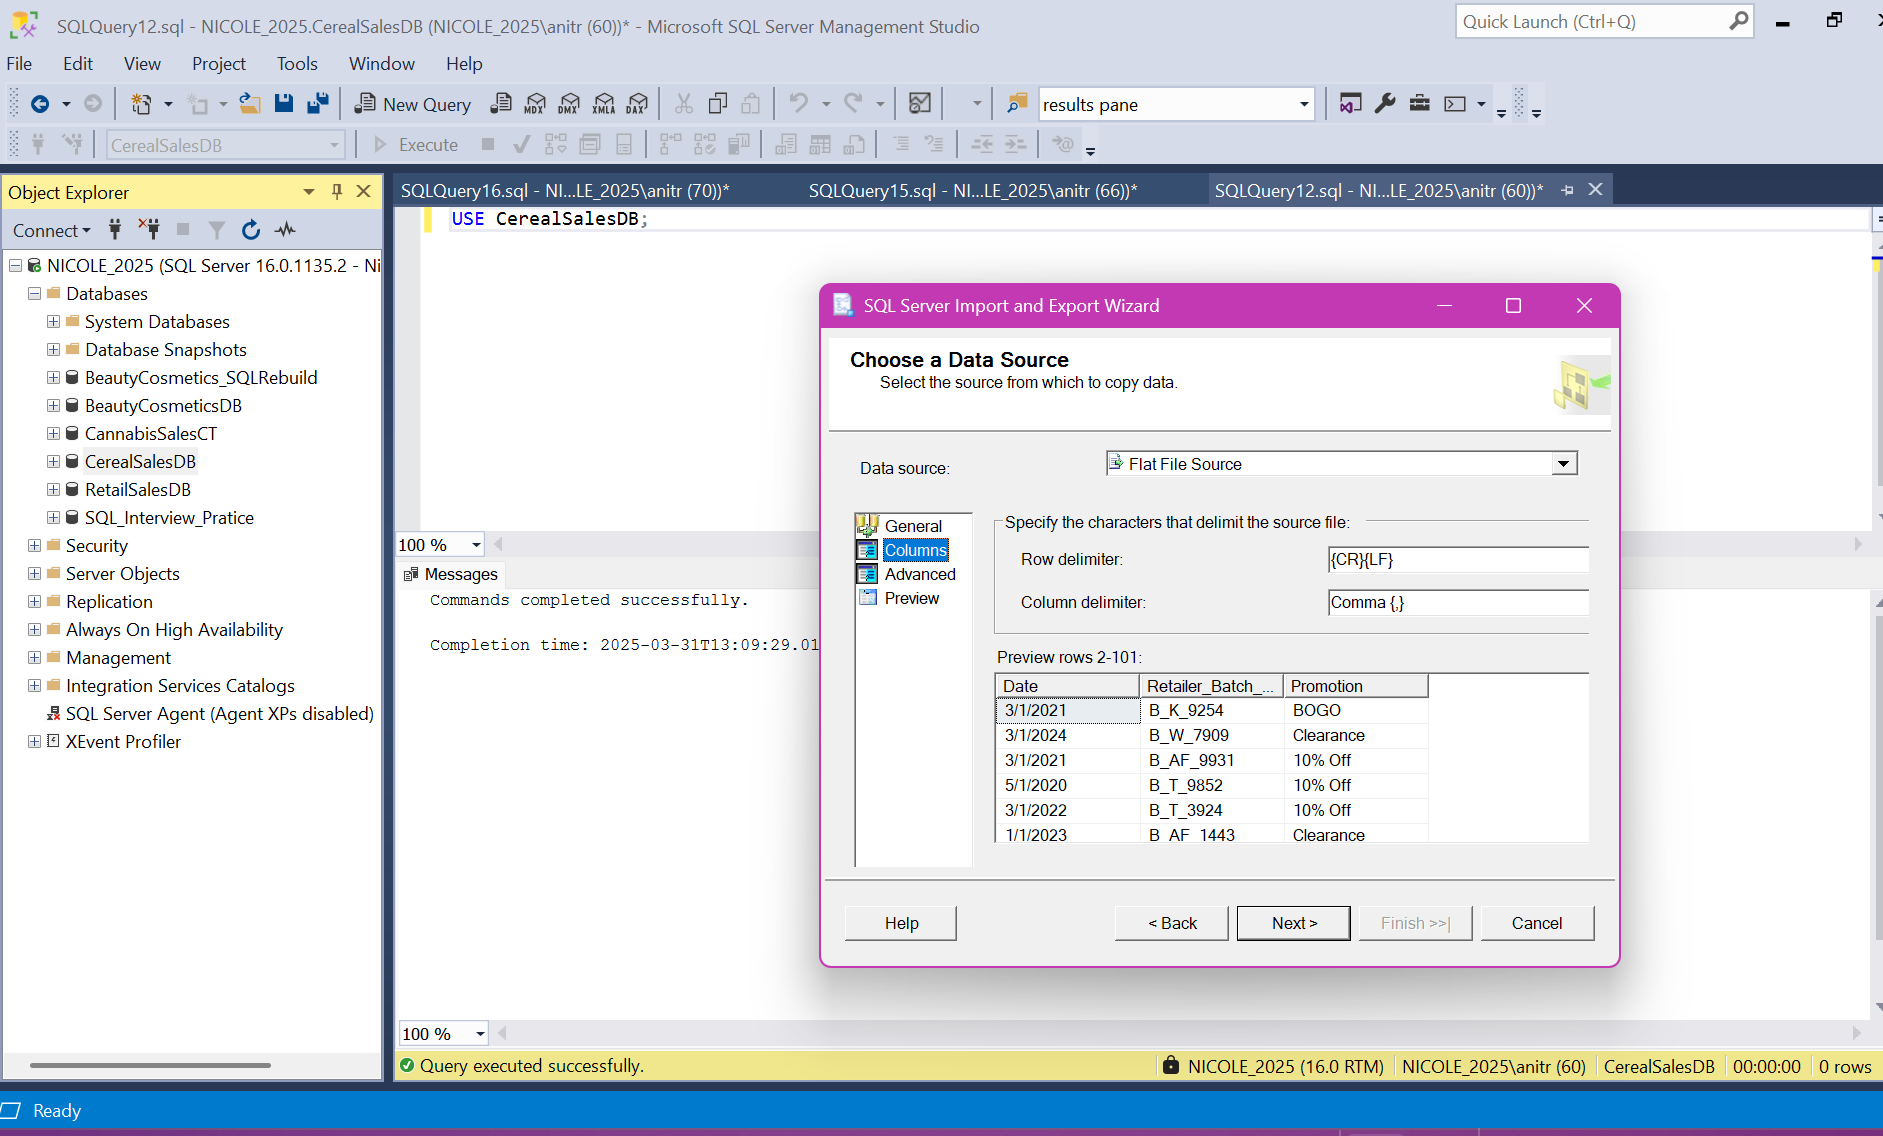 SQLQuery12.sql - NICOLE_2025.CerealSalesDB (NICOLE_2025\anitr (60))* - Microsoft SQL Server Management Studio
Quick Launch (Ctrl+Q)
File Edit View Project Tools Window Help
New Query MDX DMX XMLA DAX results pane
CerealSalesDB Execute
Object Explorer
Connect
NICOLE_2025 (SQL Server 16.0.1135.2 - Ni
Databases
System Databases
Database Snapshots
BeautyCosmetics_SQLRebuild
BeautyCosmeticsDB
CannabisSalesCT
CerealSalesDB
RetailSalesDB
SQL_Interview_Pratice
Security
Server Objects
Replication
Always On High Availability
Management
Integration Services Catalogs
SQL Server Agent (Agent XPs disabled)
XEvent Profiler
SQLQuery16.sql - NI...LE_2025\anitr (70))* SQLQuery15.sql - NI...LE_2025\anitr (66))* SQLQuery12.sql - NI...LE_2025\anitr (60))*
USE CerealSalesDB;
100 %
Messages
Commands completed successfully.
Completion time: 2025-03-31T13:09:29.01
100 %
SQL Server Import and Export Wizard
Choose a Data Source
Select the source from which to copy data.
Data source: Flat File Source
General
Columns
Advanced
Preview
Specify the characters that delimit the source file:
Row delimiter: {CR}{LF}
Column delimiter: Comma {,}
Preview rows 2-101:
Date Retailer_Batch_... Promotion
3/1/2021 B_K_9254 BOGO
3/1/2024 B_W_7909 Clearance
3/1/2021 B_AF_9931 10% Off
5/1/2020 B_T_9852 10% Off
3/1/2022 B_T_3924 10% Off
1/1/2023 B_AF_1443 Clearance
Help < Back Next > Finish >>| Cancel
Query executed successfully. NICOLE_2025 (16.0 RTM) NICOLE_2025\anitr (60) CerealSalesDB 00:00:00 0 rows
Ready